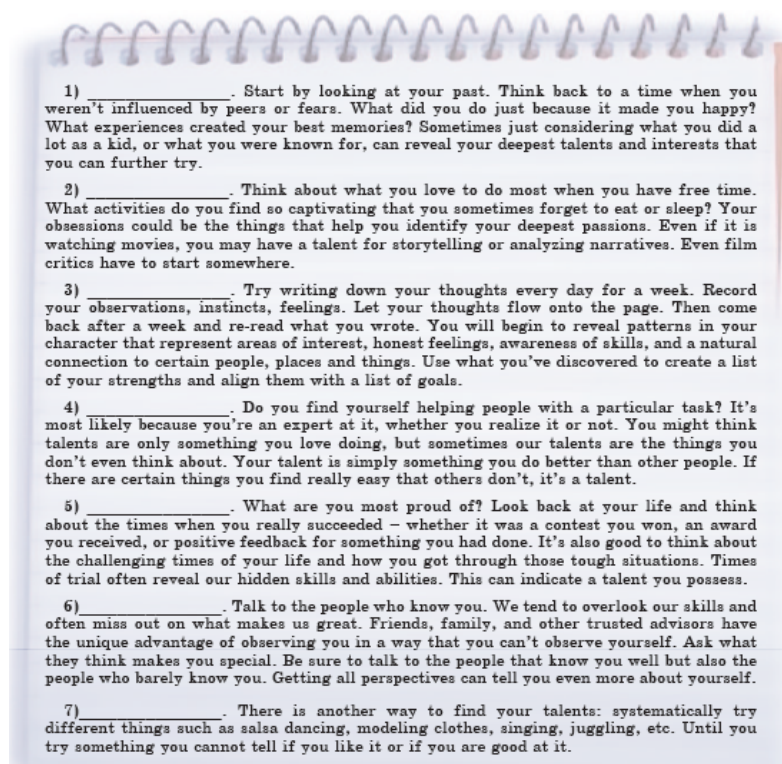 1) _______________. Start by looking at your past. Think back to a time when you
weren't influenced by peers or fears. What did you do just because it made you happy?
What experiences created your best memories? Sometimes just considering what you did a
lot as a kid, or what you were known for, can reveal your deepest talents and interests that
you can further try.
2) _______________. Think about what you love to do most when you have free time.
What activities do you find so captivating that you sometimes forget to eat or sleep? Your
obsessions could be the things that help you identify your deepest passions. Even if it is
watching movies, you may have a talent for storytelling or analyzing narratives. Even film
critics have to start somewhere.
3) _______________. Try writing down your thoughts every day for a week. Record
your observations, instincts, feelings. Let your thoughts flow onto the page. Then come
back after a week and re-read what you wrote. You will begin to reveal patterns in your
character that represent areas of interest, honest feelings, awareness of skills, and a natural
connection to certain people, places and things. Use what you've discovered to create a list
of your strengths and align them with a list of goals.
4) _______________. Do you find yourself helping people with a particular task? It's
most likely because you're an expert at it, whether you realize it or not. You might think
talents are only something you love doing, but sometimes our talents are the things you
don't even think about. Your talent is simply something you do better than other people. If
there are certain things you find really easy that others don't, it's a talent.
5) _______________. What are you most proud of? Look back at your life and think
about the times when you really succeeded – whether it was a contest you won, an award
you received, or positive feedback for something you had done. It's also good to think about
the challenging times of your life and how you got through those tough situations. Times
of trial often reveal our hidden skills and abilities. This can indicate a talent you possess.
6)_______________. Talk to the people who know you. We tend to overlook our skills and
often miss out on what makes us great. Friends, family, and other trusted advisors have
the unique advantage of observing you in a way that you can't observe yourself. Ask what
they think makes you special. Be sure to talk to the people that know you well but also the
people who barely know you. Getting all perspectives can tell you even more about yourself.
7)_______________. There is another way to find your talents: systematically try
different things such as salsa dancing, modeling clothes, singing, juggling, etc. Until you
try something you cannot tell if you like it or if you are good at it.